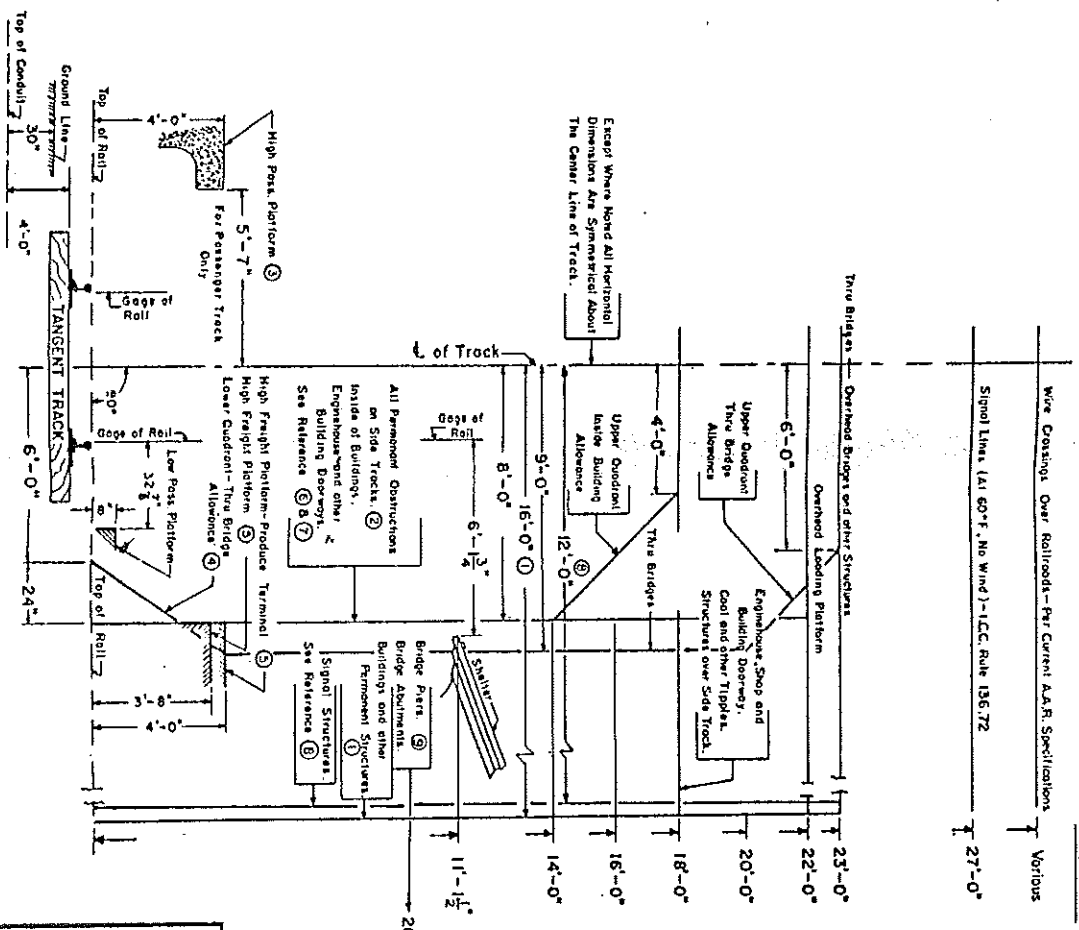 Wire Crossings Over Railroads—Per Current A.A.R. Specifications
Various
Signal Lines (At 60°F, No Wind)—I.C.C. Rule 136.72
27'-0"
Thru Bridges — Overhead Bridges and other Structures
23'-0"
Overhead Loading Platform
22'-0"
6'-0"
Upper Quadrant
Thru Bridge
Allowance
Enginehouse, Shop and
Building Doorway,
Coal and other Tipples.
Structures over Side Track.
20'-0"
18'-0"
4'-0"
Except Where Noted All Horizontal
Dimensions Are Symmetrical About
The Center Line of Track.
Upper Quadrant
Inside Building
Allowance
Thru Bridges
16'-0"
14'-0"
12'-0" 8
16'-0" 1
9'-0"
8'-0"
℄ of Track
6'-1 3/4"
Gage of
Rail
Shelter
11'-1 1/2"
All Permanent Obstructions
on Side Tracks. 2
Inside of Buildings.
Enginehouse and other
Building Doorways.
See Reference 6 & 7
Bridge Piers. 9
Bridge Abutments.
Buildings and other
Permanent Structures 1
Signal Structures.
See Reference 8
High Pass. Platform 3
For Passenger Track
Only
5'-7"
4'-0"
High Freight Platform-Produce Terminal 5
High Freight Platform 5
Lower Quadrant-Thru Bridge
Allowance 4
3'-8"
4'-0"
Low Pass Platform
8"
32 7/8"
Gage of Rail
90°
Gage of
Rail
Top of Rail
Top of Rail
TANGENT TRACK
6'-0"
24"
Ground Line
30"
4'-0"
Top of Conduit